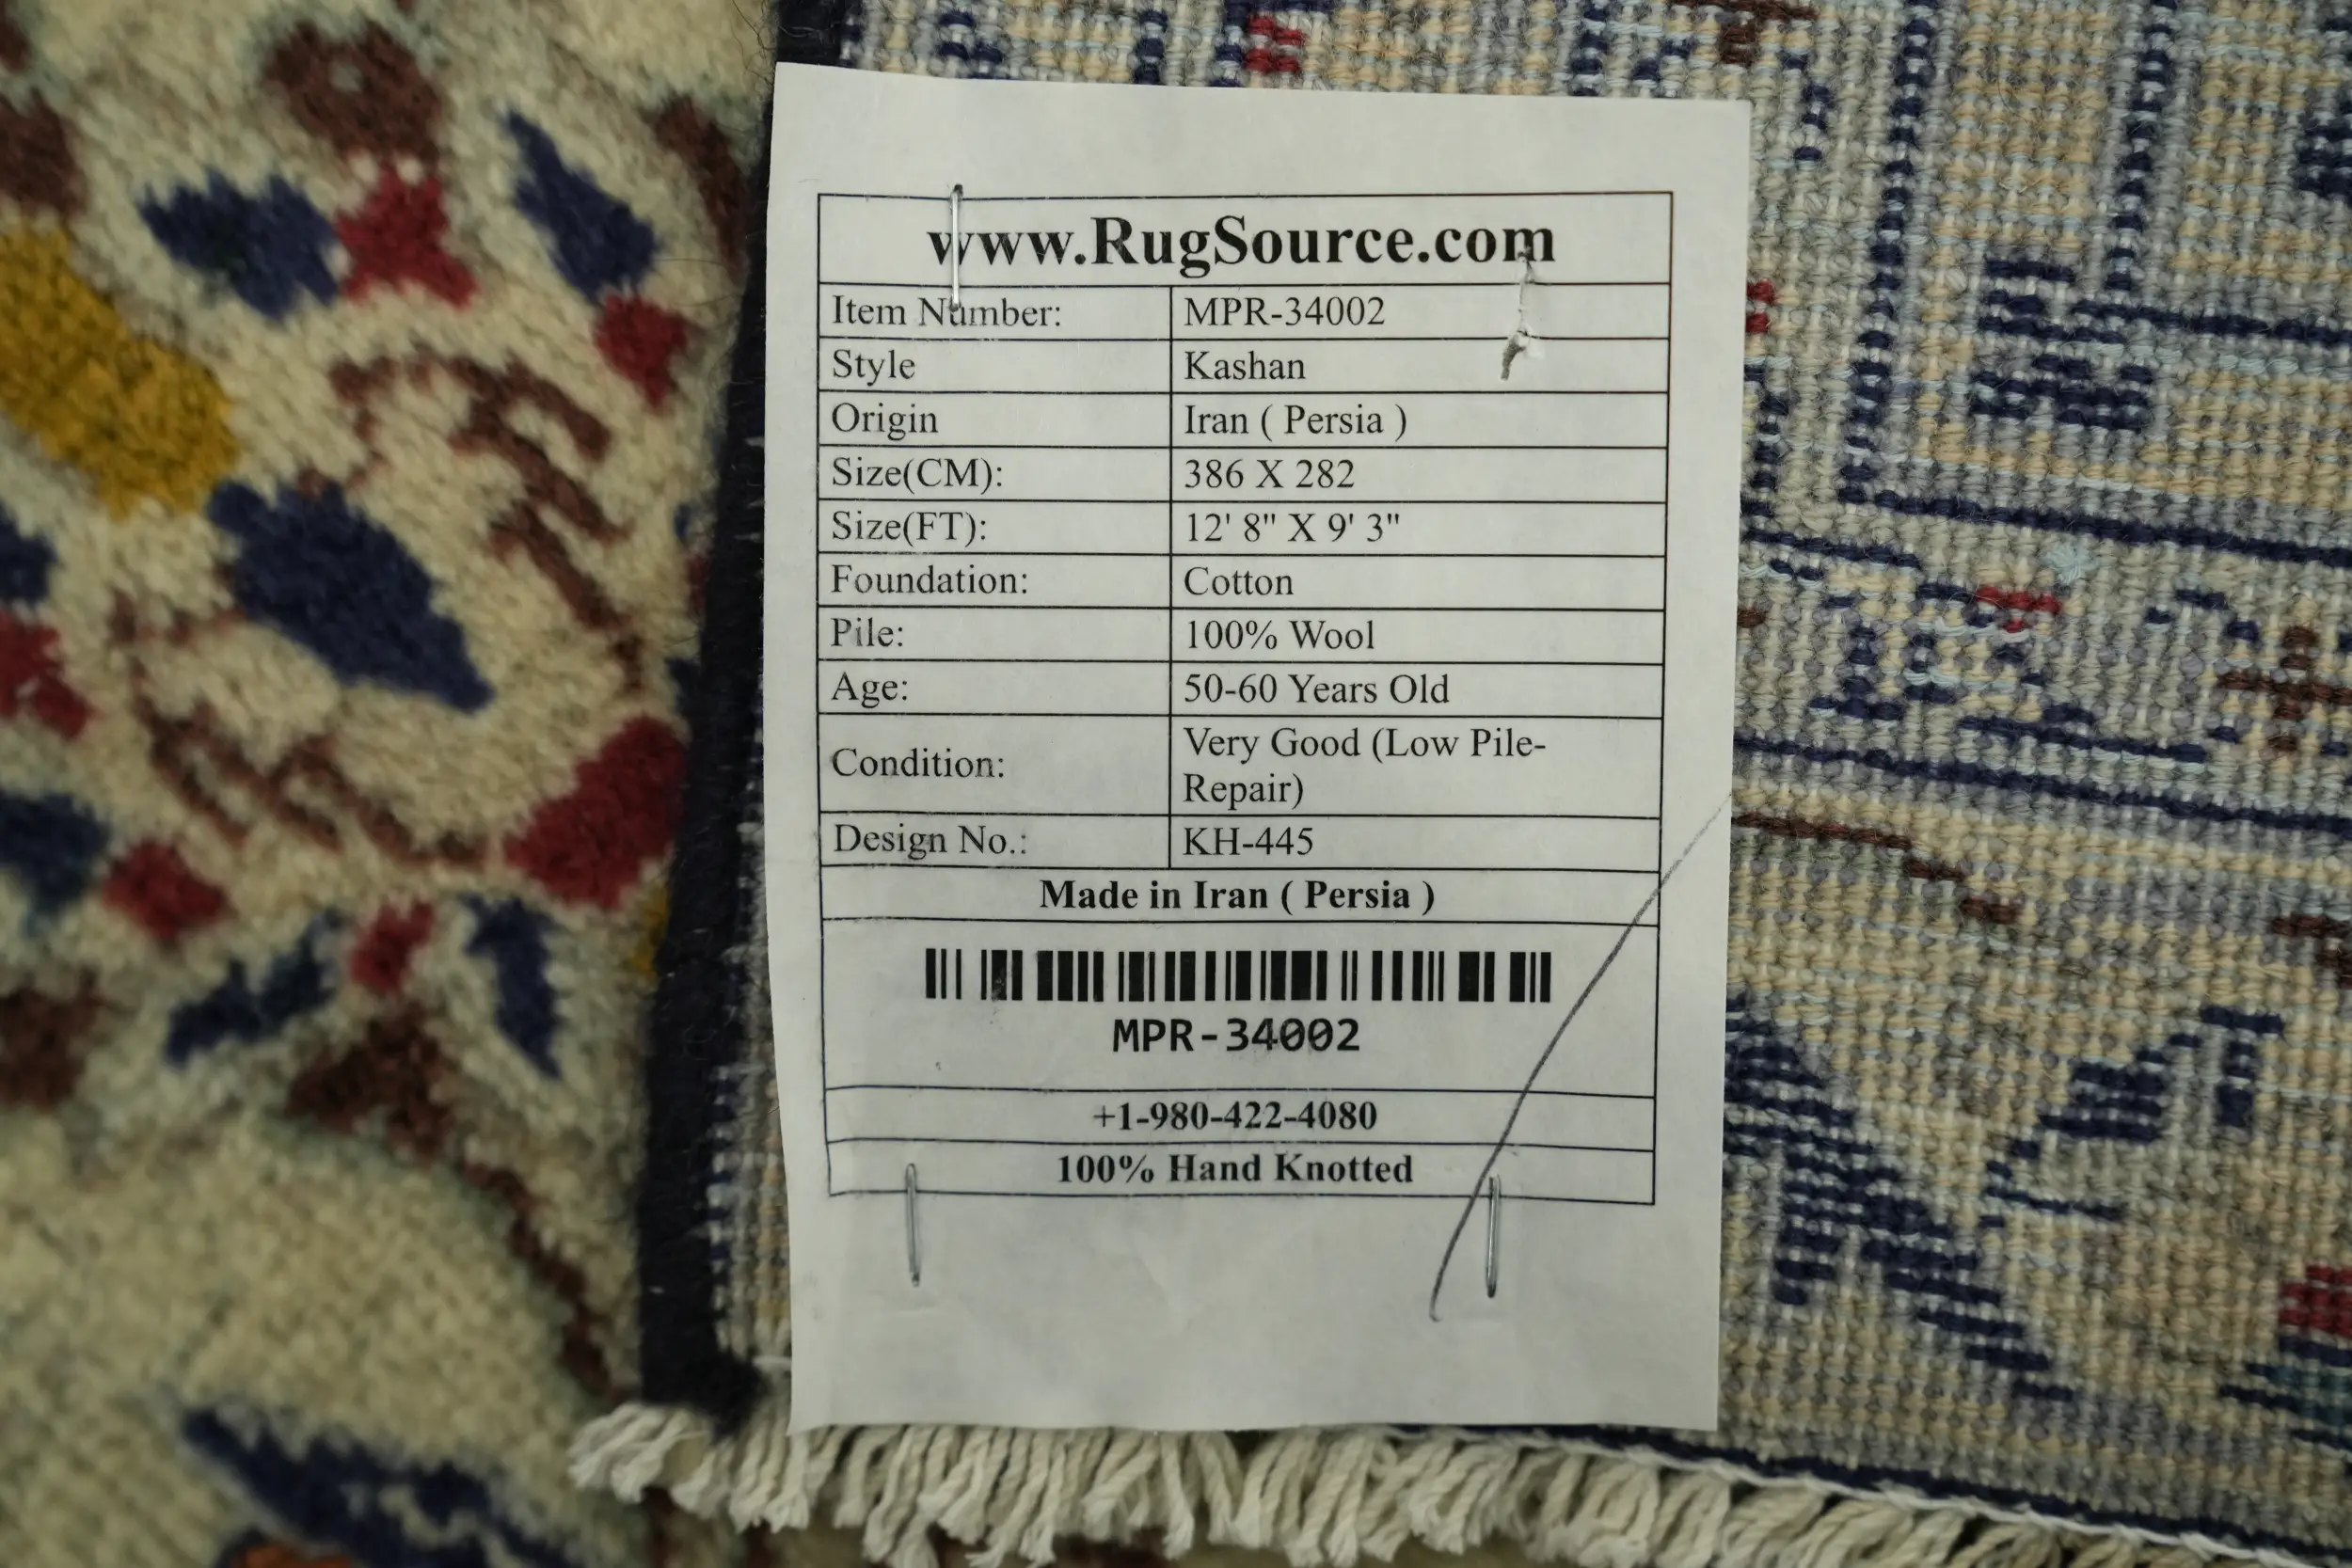 www.RugSource.com
Item Number: MPR-34002
Style Kashan
Origin Iran ( Persia )
Size(CM): 386 X 282
Size(FT): 12' 8" X 9' 3"
Foundation: Cotton
Pile: 100% Wool
Age: 50-60 Years Old
Condition: Very Good (Low Pile-
Repair)
Design No.: KH-445
Made in Iran ( Persia )
MPR-34002
+1-980-422-4080
100% Hand Knotted